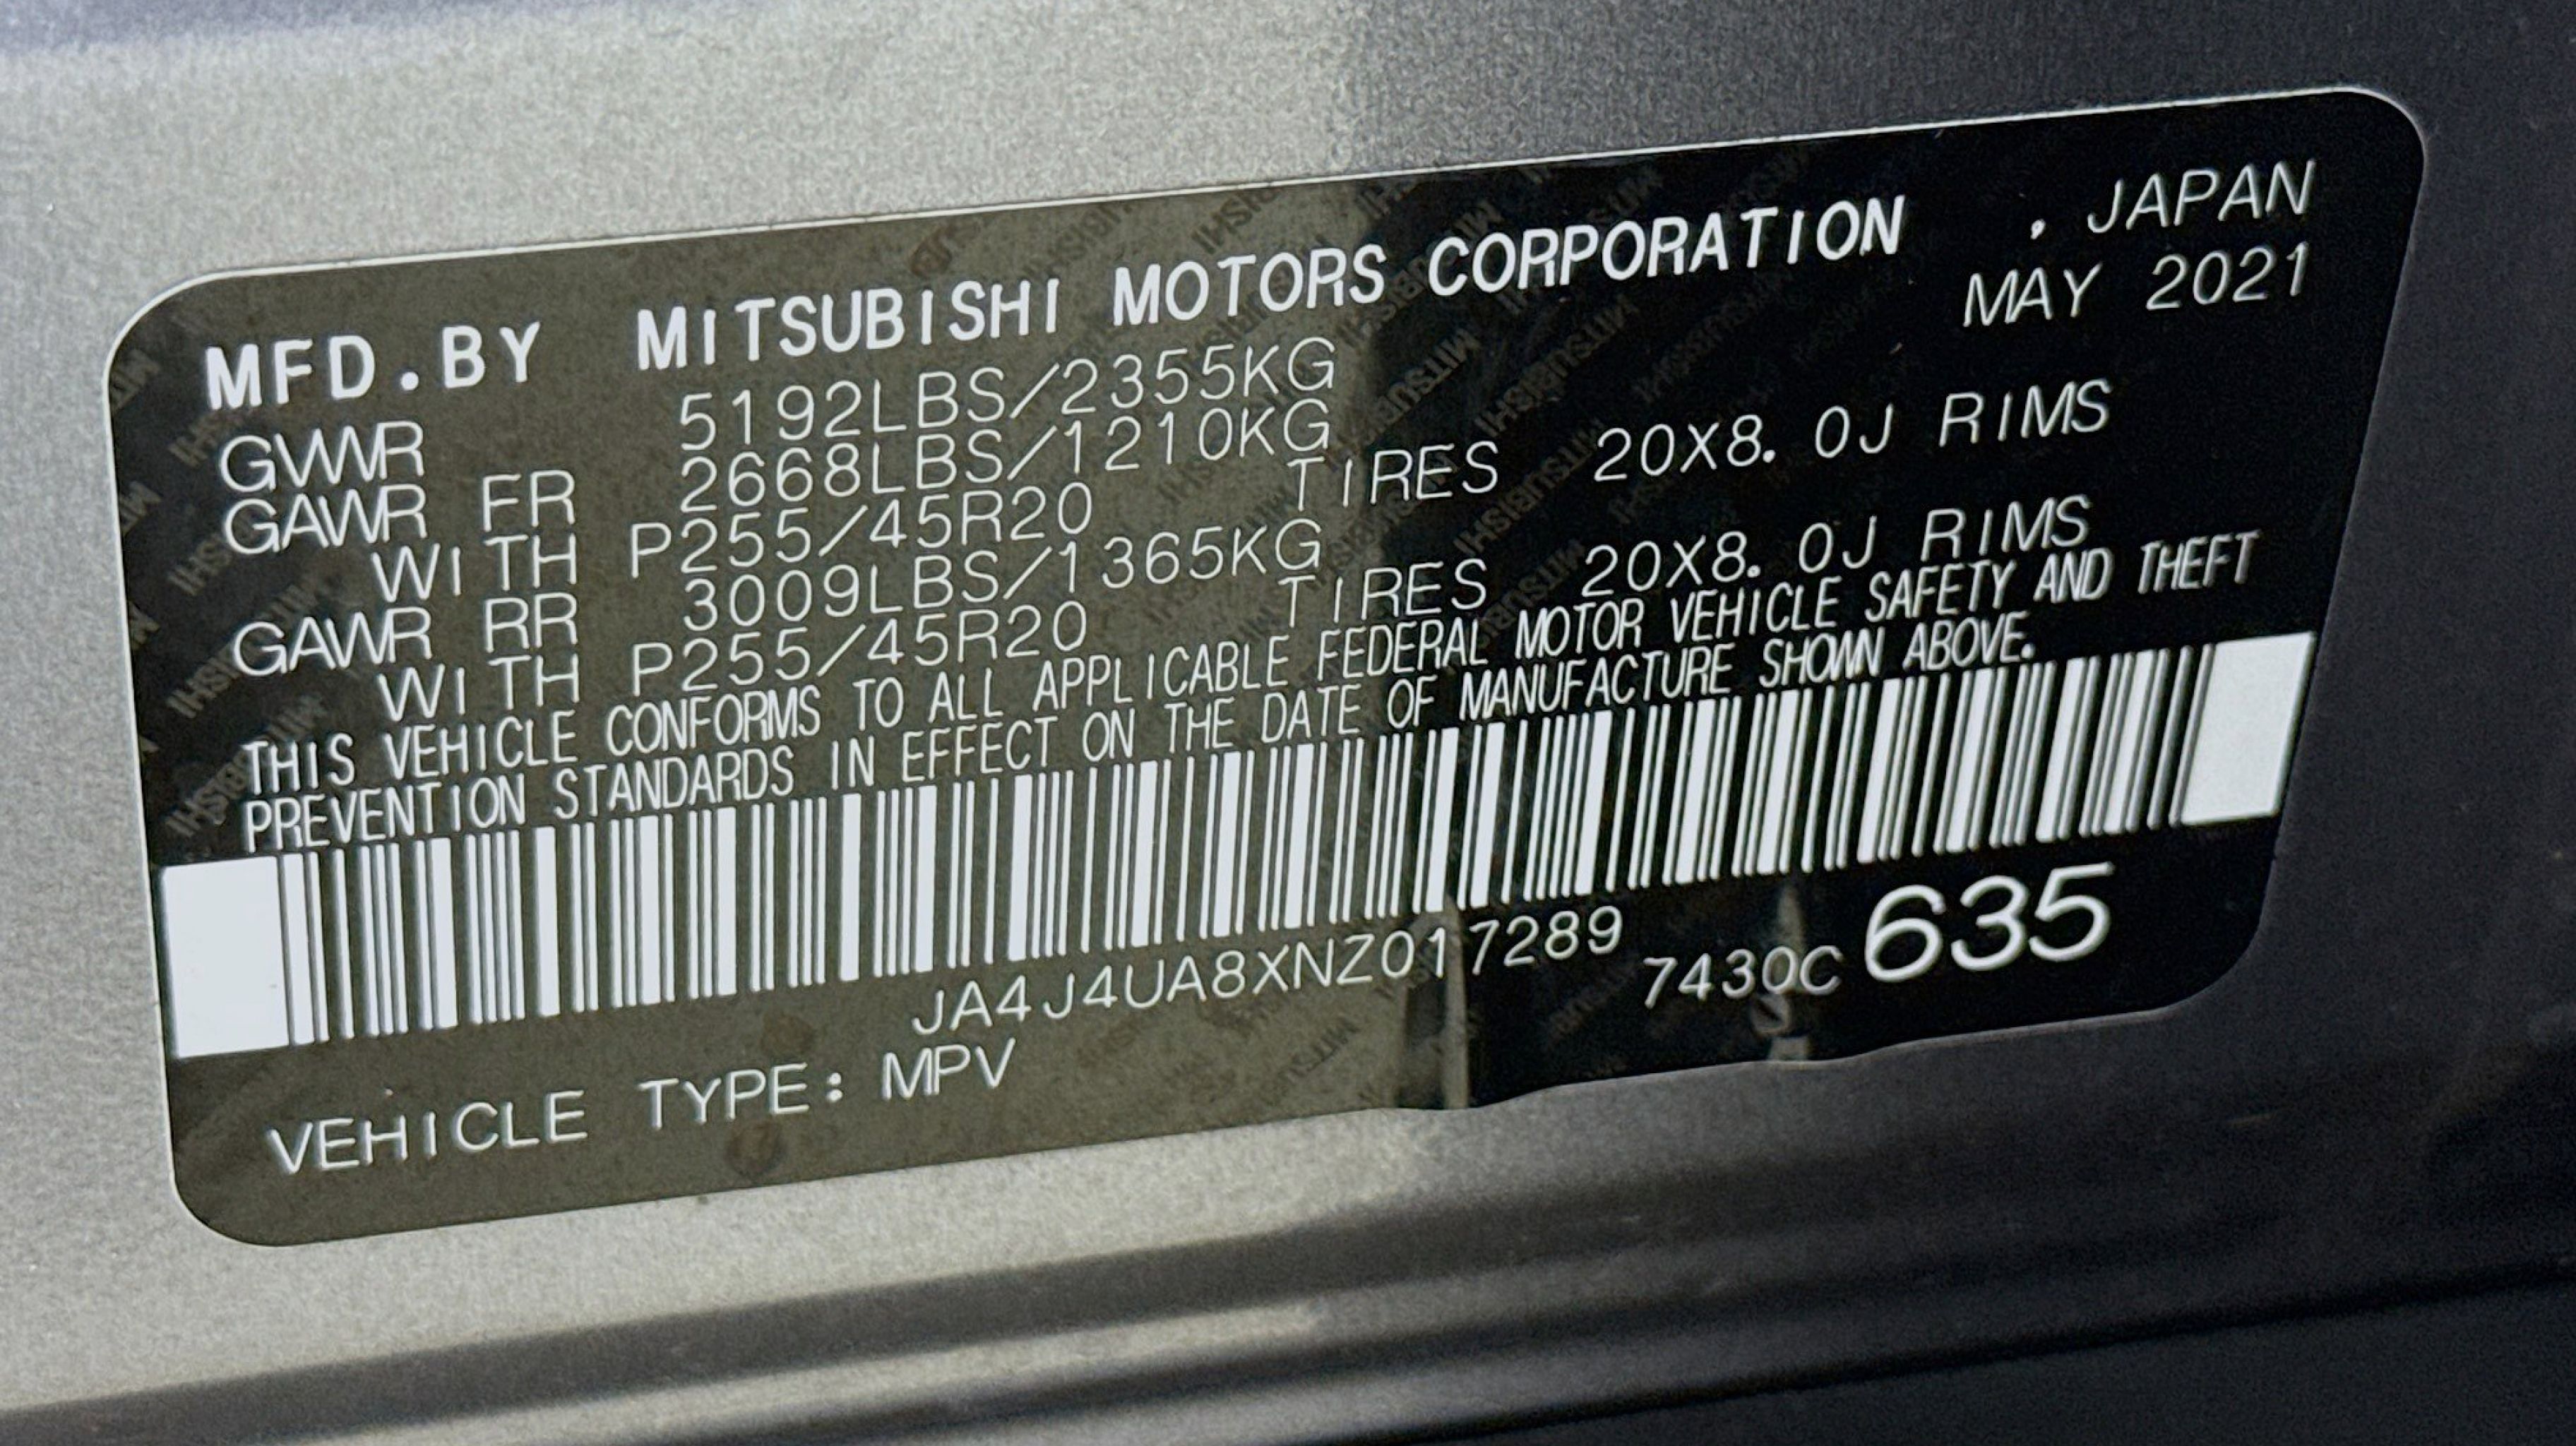 MFD.BY MITSUBISHI MOTORS CORPORATION , JAPAN
MAY 2021
GVWR 5192LBS/2355KG
GAWR FR 2668LBS/1210KG
WITH P255/45R20 TIRES 20X8.0J RIMS
GAWR RR 3009LBS/1365KG
WITH P255/45R20 TIRES 20X8.0J RIMS
THIS VEHICLE CONFORMS TO ALL APPLICABLE FEDERAL MOTOR VEHICLE SAFETY AND THEFT
PREVENTION STANDARDS IN EFFECT ON THE DATE OF MANUFACTURE SHOWN ABOVE.
JA4J4UA8XNZ017289 7430C 635
VEHICLE TYPE: MPV